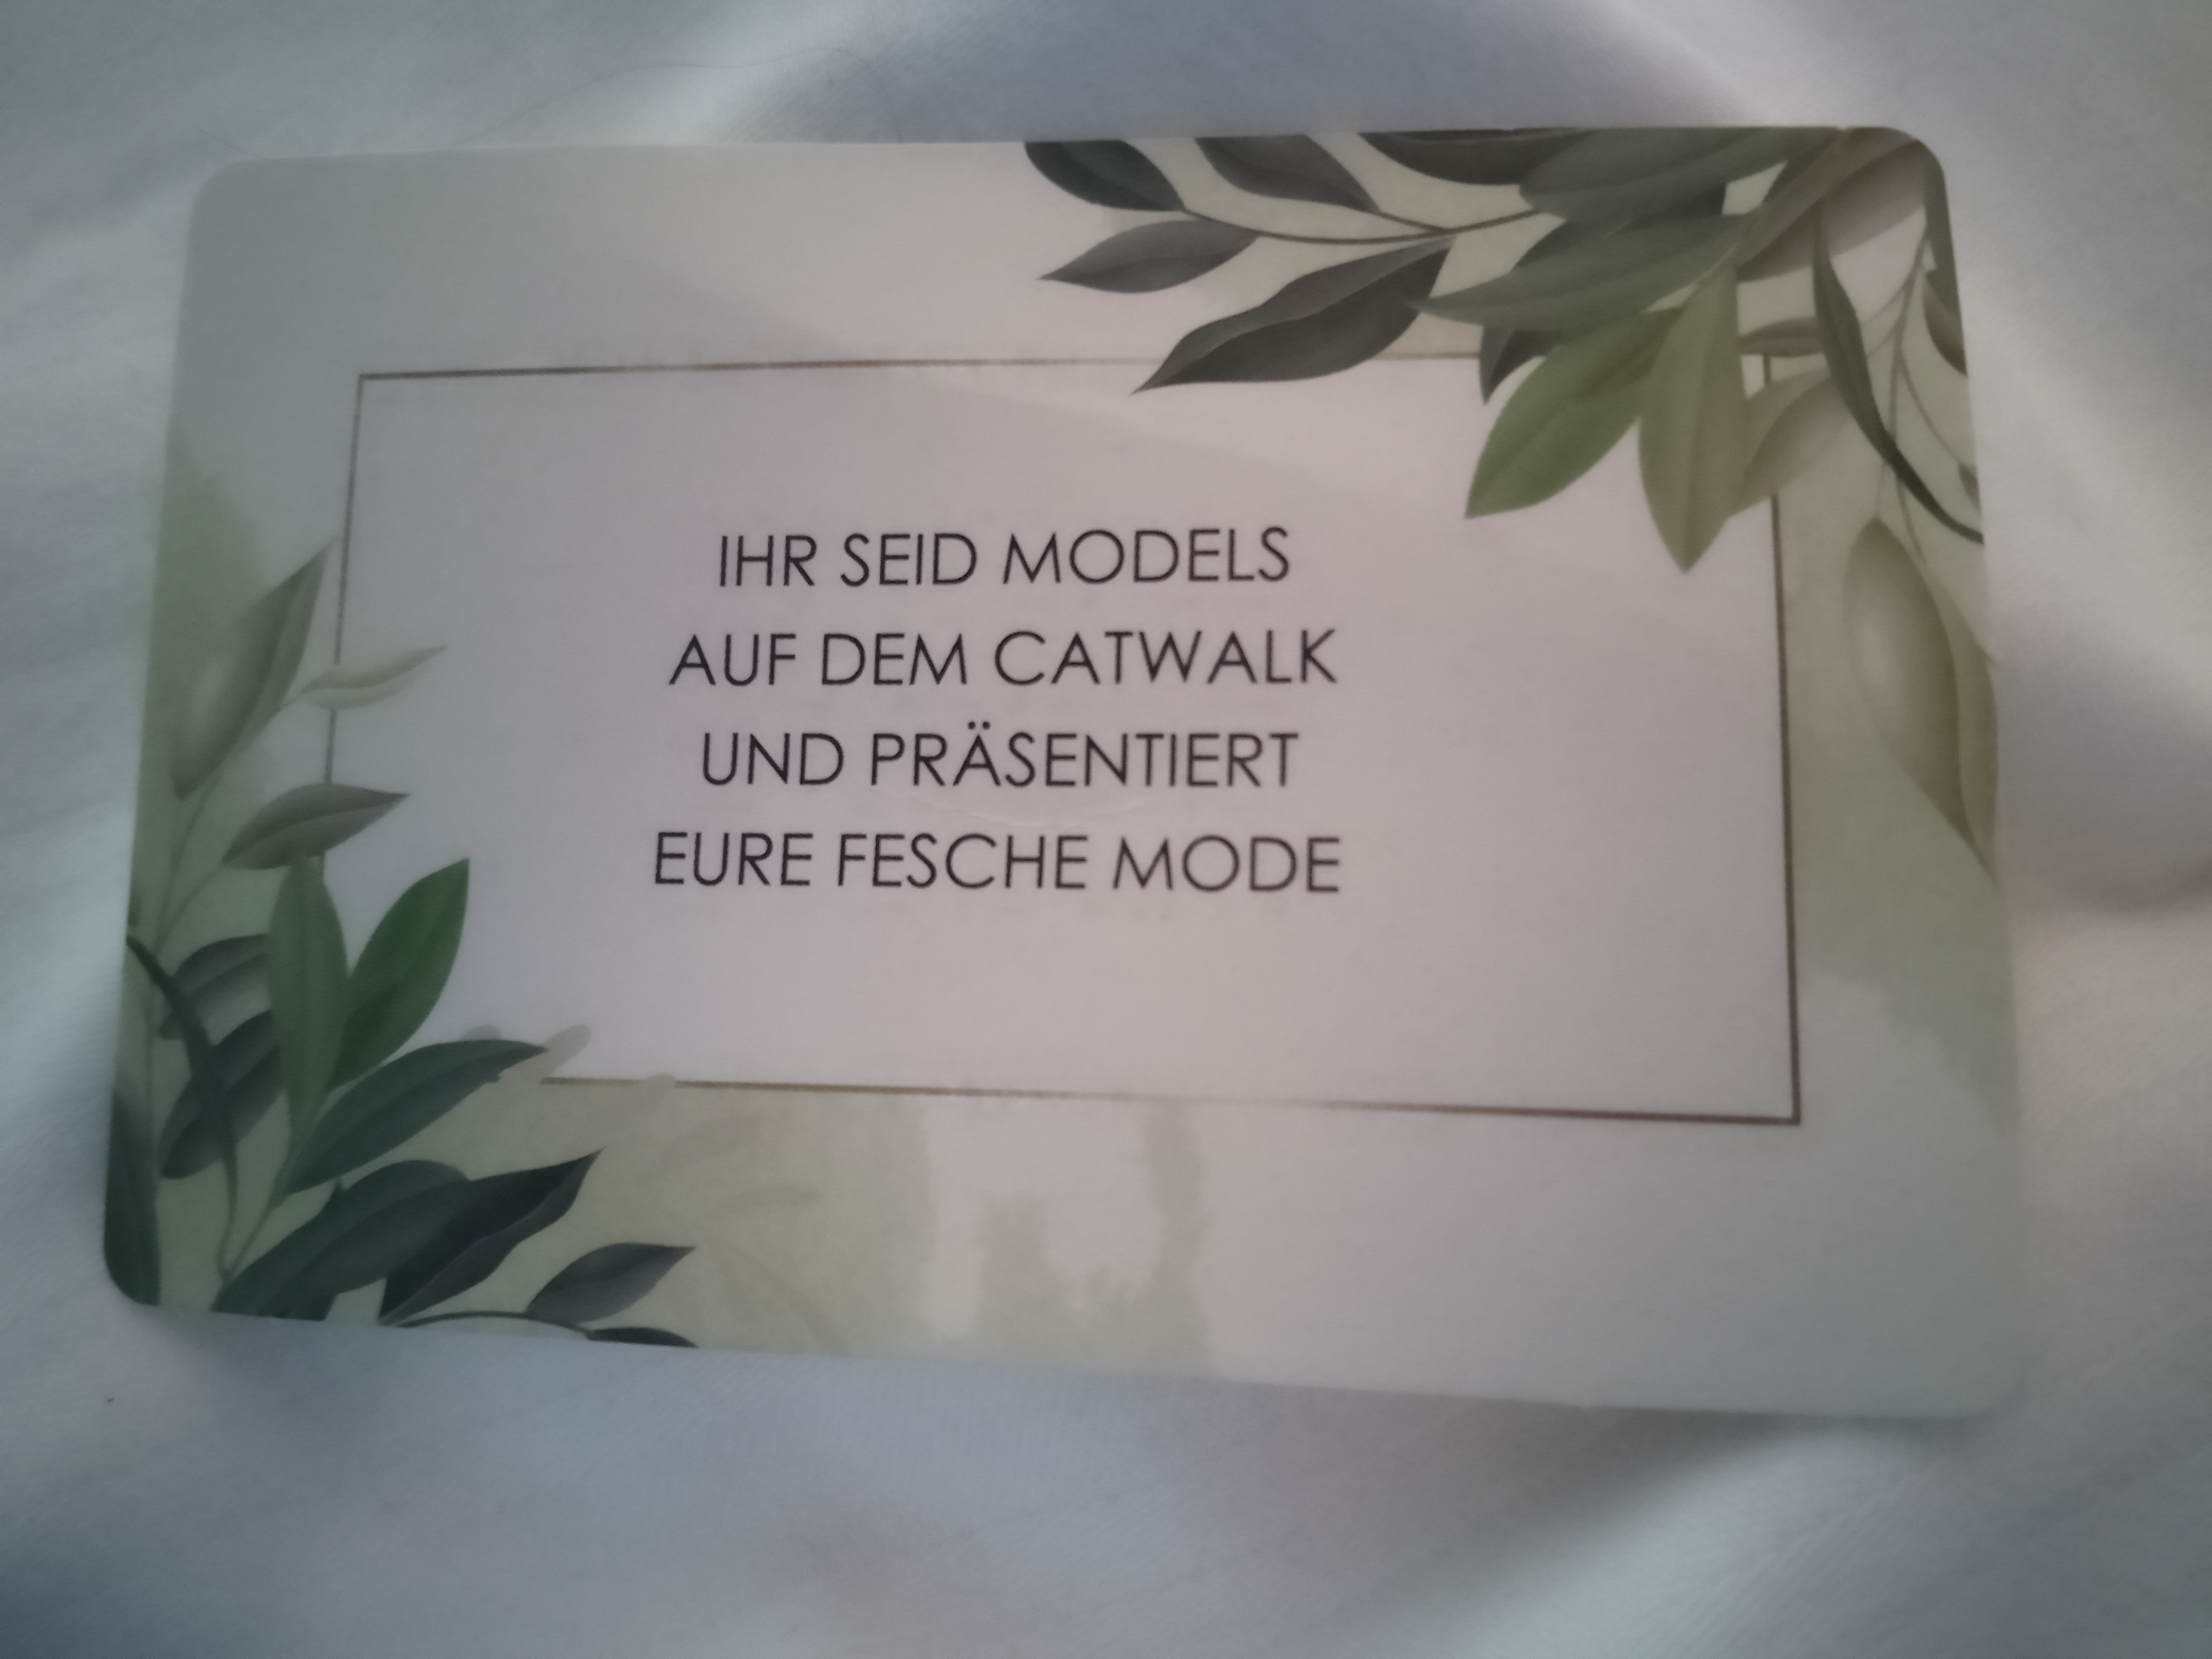 IHR SEID MODELS
AUF DEM CATWALK
UND PRÄSENTIERT
EURE FESCHE MODE